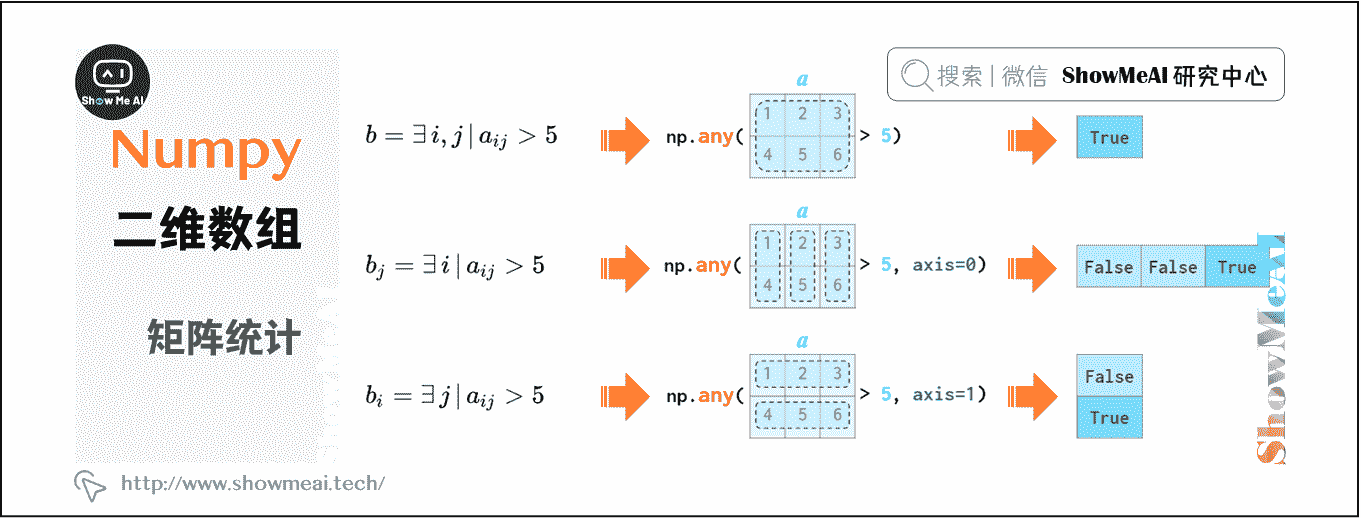 Show Me AI
搜索 | 微信 ShowMeAI 研究中心
Numpy
二维数组
矩阵统计
b = ∃ i, j | a_{ij} > 5
a
np.any(
1 2 3
4 5 6
> 5)
True
b_j = ∃ i | a_{ij} > 5
a
np.any(
1 2 3
4 5 6
> 5, axis=0)
False False True
b_i = ∃ j | a_{ij} > 5
a
np.any(
1 2 3
4 5 6
> 5, axis=1)
False
True
ShowMeAI
http://www.showmeai.tech/